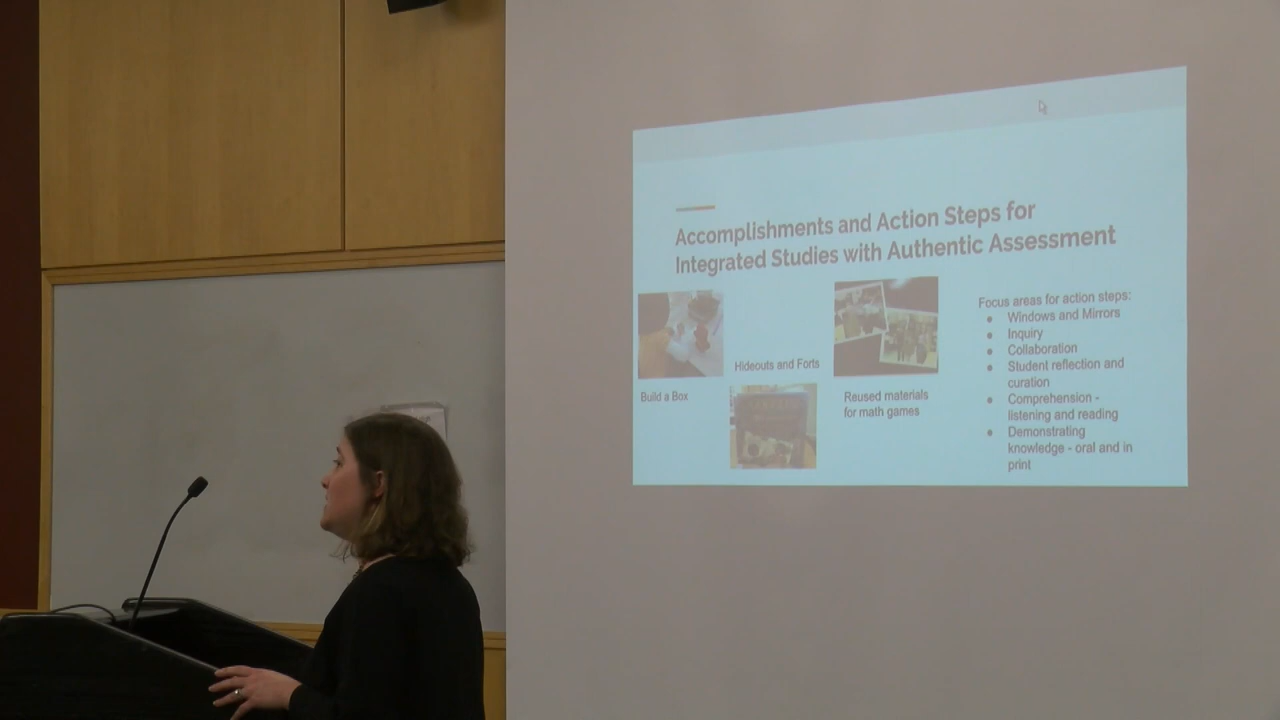 Accomplishments and Action Steps for
Integrated Studies with Authentic Assessment
Build a Box
Hideouts and Forts
Reused materials
for math games
Focus areas for action steps:
● Windows and Mirrors
● Inquiry
● Collaboration
● Student reflection and
curation
● Comprehension -
listening and reading
● Demonstrating
knowledge - oral and in
print